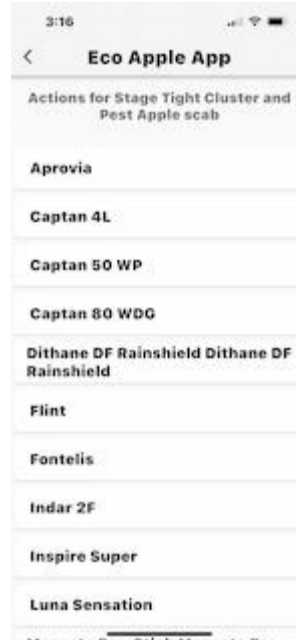 3:16
Eco Apple App
Actions for Stage Tight Cluster and
Pest Apple scab
Aprovia
Captan 4L
Captan 50 WP
Captan 80 WDG
Dithane DF Rainshield Dithane DF
Rainshield
Flint
Fontelis
Indar 2F
Inspire Super
Luna Sensation